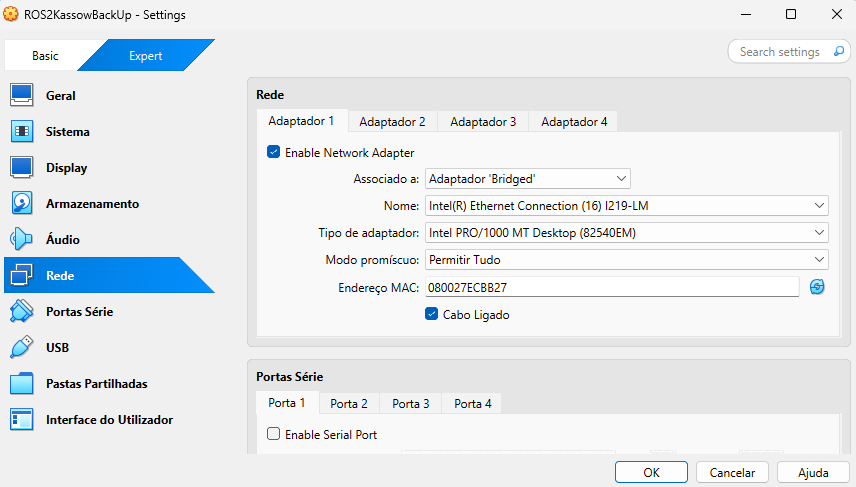 ROS2KassowBackUp - Settings
Basic
Expert
Search settings
Geral
Sistema
Display
Armazenamento
Áudio
Rede
Portas Série
USB
Pastas Partilhadas
Interface do Utilizador
Rede
Adaptador 1
Adaptador 2
Adaptador 3
Adaptador 4
Enable Network Adapter
Associado a: Adaptador 'Bridged'
Nome: Intel(R) Ethernet Connection (16) I219-LM
Tipo de adaptador: Intel PRO/1000 MT Desktop (82540EM)
Modo promíscuo: Permitir Tudo
Endereço MAC: 080027ECBB27
Cabo Ligado
Portas Série
Porta 1
Porta 2
Porta 3
Porta 4
Enable Serial Port
OK
Cancelar
Ajuda